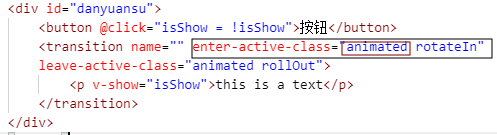 <div id="danyuansu">
<button @click="isShow = !isShow">按钮</button>
<transition name="" enter-active-class="animated rotateIn"
leave-active-class="animated rollOut">
<p v-show="isShow">this is a text</p>
</transition>
</div>